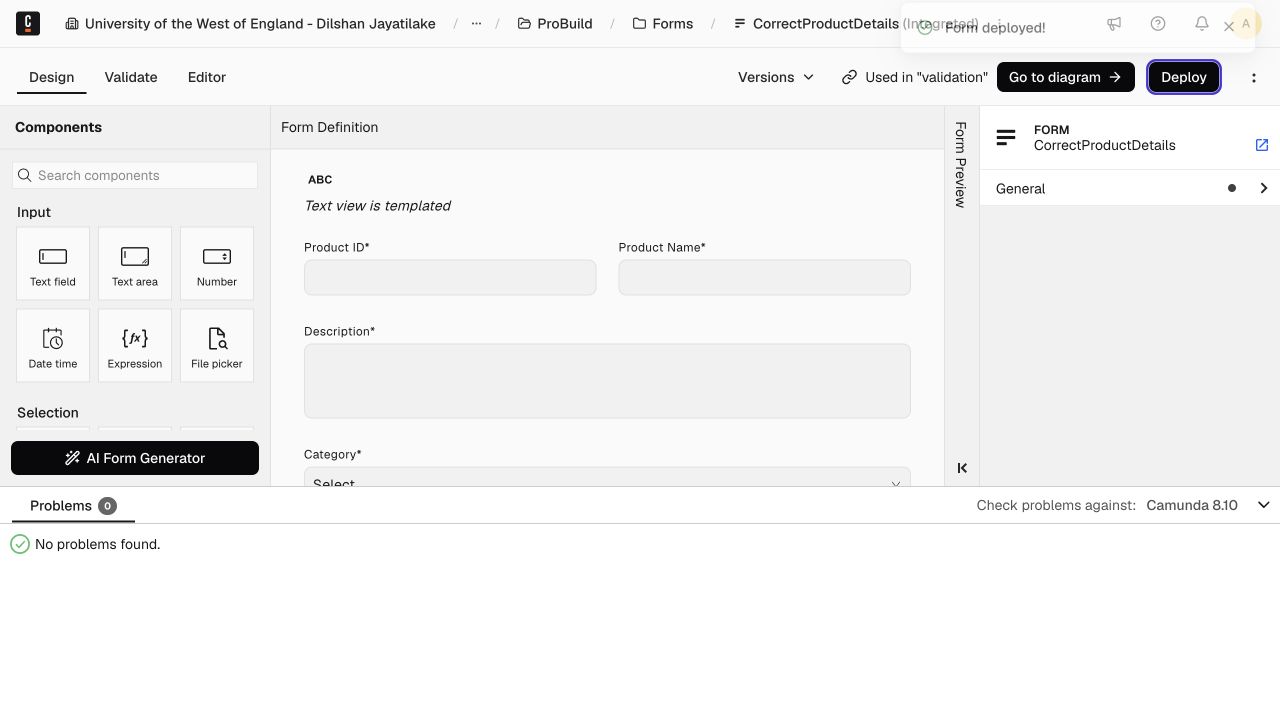 C University of the West of England - Dilshan Jayatilake / ··· / ProBuild / Forms / CorrectProductDetails (Integrated)
Form deployed!
A
Design Validate Editor Versions Used in "validation" Go to diagram Deploy
Components
Form Definition
Form Preview
FORM
CorrectProductDetails
General
Search components
Input
Text field Text area Number
Date time Expression File picker
Selection
AI Form Generator
ABC
Text view is templated
Product ID* Product Name*
Description*
Category*
Select
Problems 0 Check problems against: Camunda 8.10
No problems found.